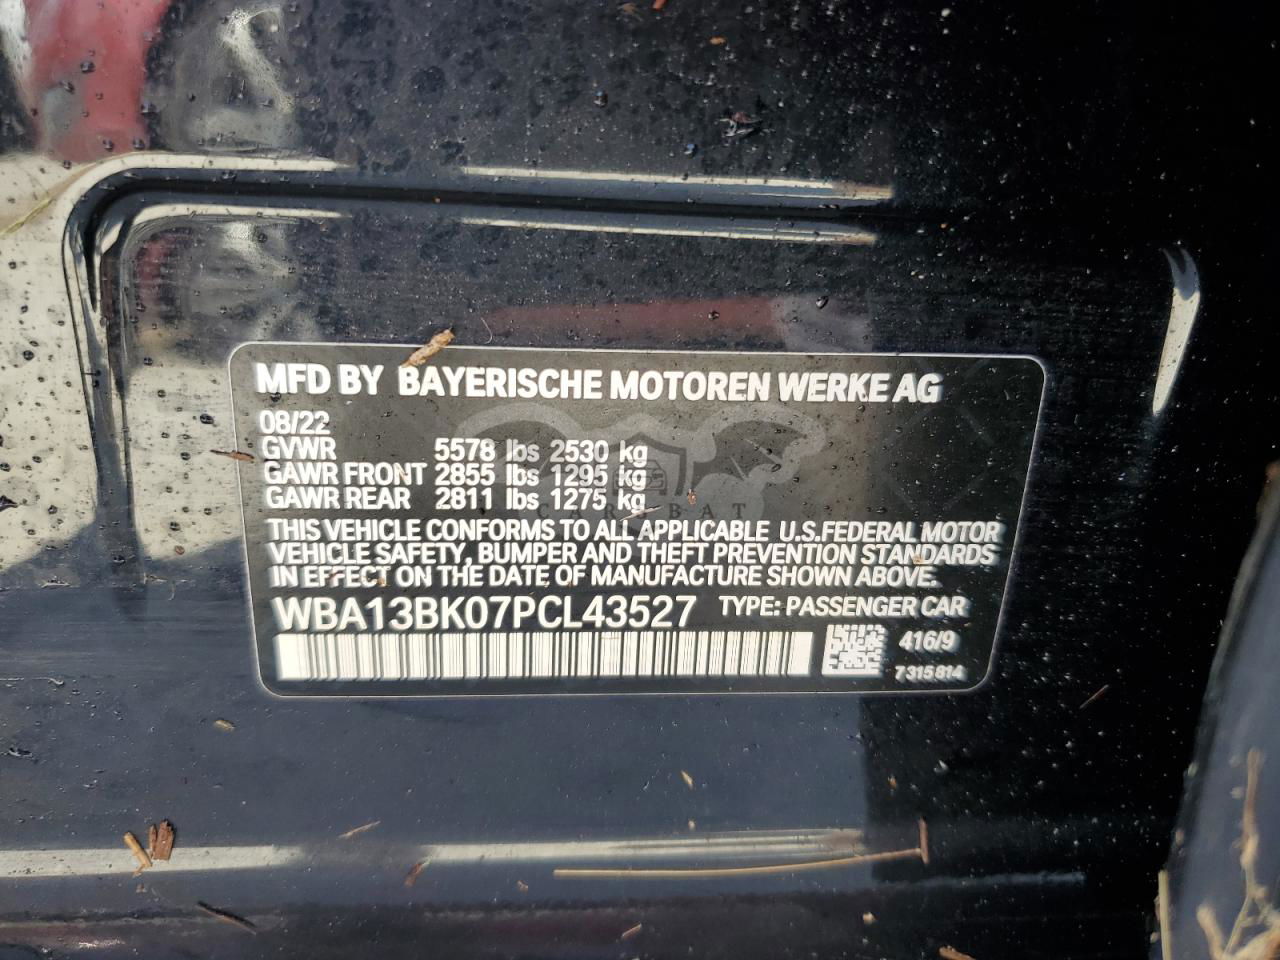 MFD BY BAYERISCHE MOTOREN WERKE AG
08/22
GVWR 5578 lbs 2530 kg
GAWR FRONT 2855 lbs 1295 kg
GAWR REAR 2811 lbs 1275 kg
CAR BAT
THIS VEHICLE CONFORMS TO ALL APPLICABLE U.S.FEDERAL MOTOR
VEHICLE SAFETY, BUMPER AND THEFT PREVENTION STANDARDS
IN EFFECT ON THE DATE OF MANUFACTURE SHOWN ABOVE.
WBA13BK07PCL43527 TYPE: PASSENGER CAR
416/9
7 315 814